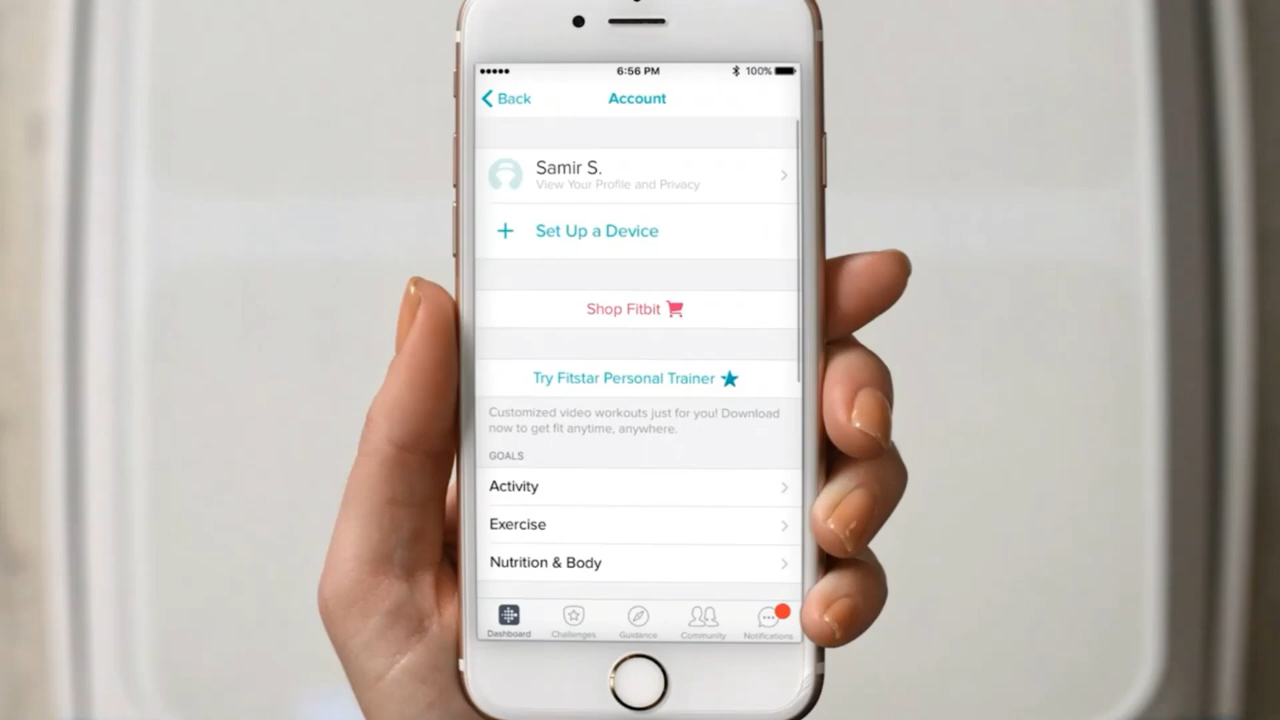 6:56 PM
100%
Back
Account
Samir S.
View Your Profile and Privacy
Set Up a Device
Shop Fitbit
Try Fitstar Personal Trainer
Customized video workouts just for you! Download
now to get fit anytime, anywhere.
GOALS
Activity
Exercise
Nutrition & Body
Dashboard
Challenges
Guidance
Community
Notifications